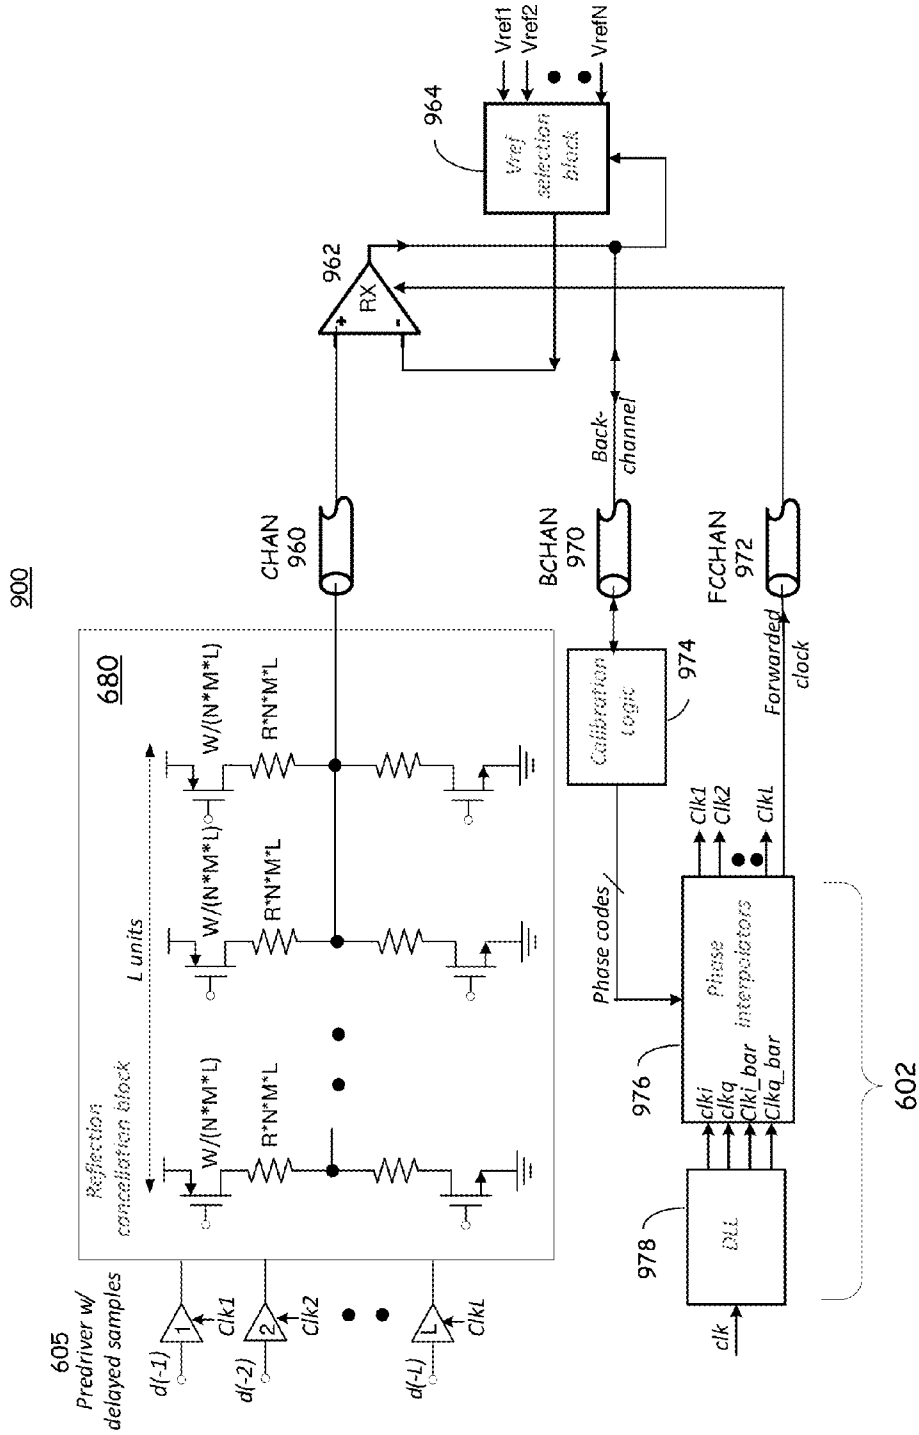 900
605
Predriver w/
delayed samples
d(-1)
1
Clk1
d(-2)
2
Clk2
d(-L)
L
ClkL
Reflection
cancellation block
680
L units
W/(N*M*L)
R*N*M*L
W/(N*M*L)
R*N*M*L
W/(N*M*L)
R*N*M*L
CHAN
960
RX
+
-
962
964
Vref
selection
block
Vref1
Vref2
VrefN
BCHAN
970
Back-
channel
Calibration
Logic
974
Phase codes
FCCHAN
972
Forwarded
clock
clk
DLL
978
976
clki
clkq
Clki_bar
Clkq_bar
Phase
interpolators
Clk1
Clk2
ClkL
602